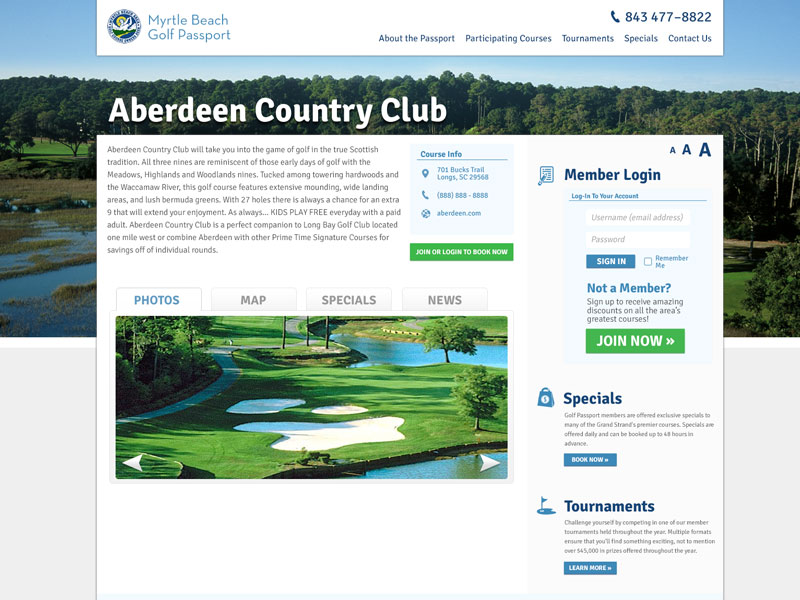 Myrtle Beach
Golf Passport
843 477-8822
About the Passport Participating Courses Tournaments Specials Contact Us
Aberdeen Country Club
Aberdeen Country Club will take you into the game of golf in the true Scottish
tradition. All three nines are reminiscent of those early days of golf with the
Meadows, Highlands and Woodlands nines. Tucked among towering hardwoods and
the Waccamaw River, this golf course features extensive mounding, wide landing
areas, and lush bermuda greens. With 27 holes there is always a chance for an extra
9 that will extend your enjoyment. As always... KIDS PLAY FREE everyday with a paid
adult. Aberdeen Country Club is a perfect companion to Long Bay Golf Club located
one mile west or combine Aberdeen with other Prime Time Signature Courses for
savings off of individual rounds.
Course Info
701 Bucks Trail
Longs, SC 29568
(888) 888 - 8888
aberdeen.com
JOIN OR LOGIN TO BOOK NOW
PHOTOS MAP SPECIALS NEWS
A A A
Member Login
Log-In To Your Account
Username (email address)
Password
SIGN IN
Remember
Me
Not a Member?
Sign up to receive amazing
discounts on all the area's
greatest courses!
JOIN NOW »
Specials
Golf Passport members are offered exclusive specials to
many of the Grand Strand's premier courses. Specials are
offered daily and can be booked up to 48 hours in
advance.
BOOK NOW »
Tournaments
Challenge yourself by competing in one of our member
tournaments held throughout the year. Multiple formats
ensure that you'll find something exciting, not to mention
over $45,000 in prizes offered throughout the year.
LEARN MORE »